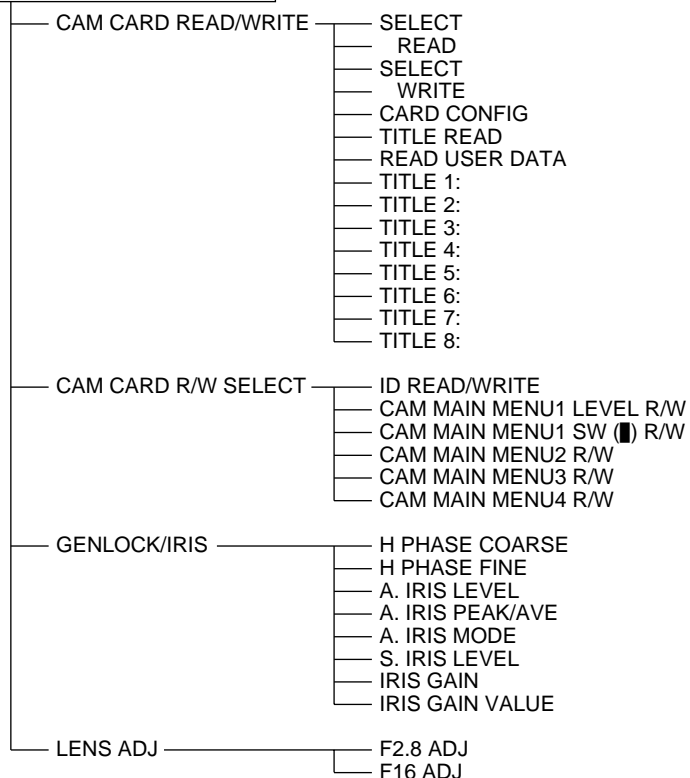 CAM CARD READ/WRITE SELECT
READ
SELECT
WRITE
CARD CONFIG
TITLE READ
READ USER DATA
TITLE 1:
TITLE 2:
TITLE 3:
TITLE 4:
TITLE 5:
TITLE 6:
TITLE 7:
TITLE 8:
CAM CARD R/W SELECT ID READ/WRITE
CAM MAIN MENU1 LEVEL R/W
CAM MAIN MENU1 SW (▮) R/W
CAM MAIN MENU2 R/W
CAM MAIN MENU3 R/W
CAM MAIN MENU4 R/W
GENLOCK/IRIS H PHASE COARSE
H PHASE FINE
A. IRIS LEVEL
A. IRIS PEAK/AVE
A. IRIS MODE
S. IRIS LEVEL
IRIS GAIN
IRIS GAIN VALUE
LENS ADJ F2.8 ADJ
F16 ADJ